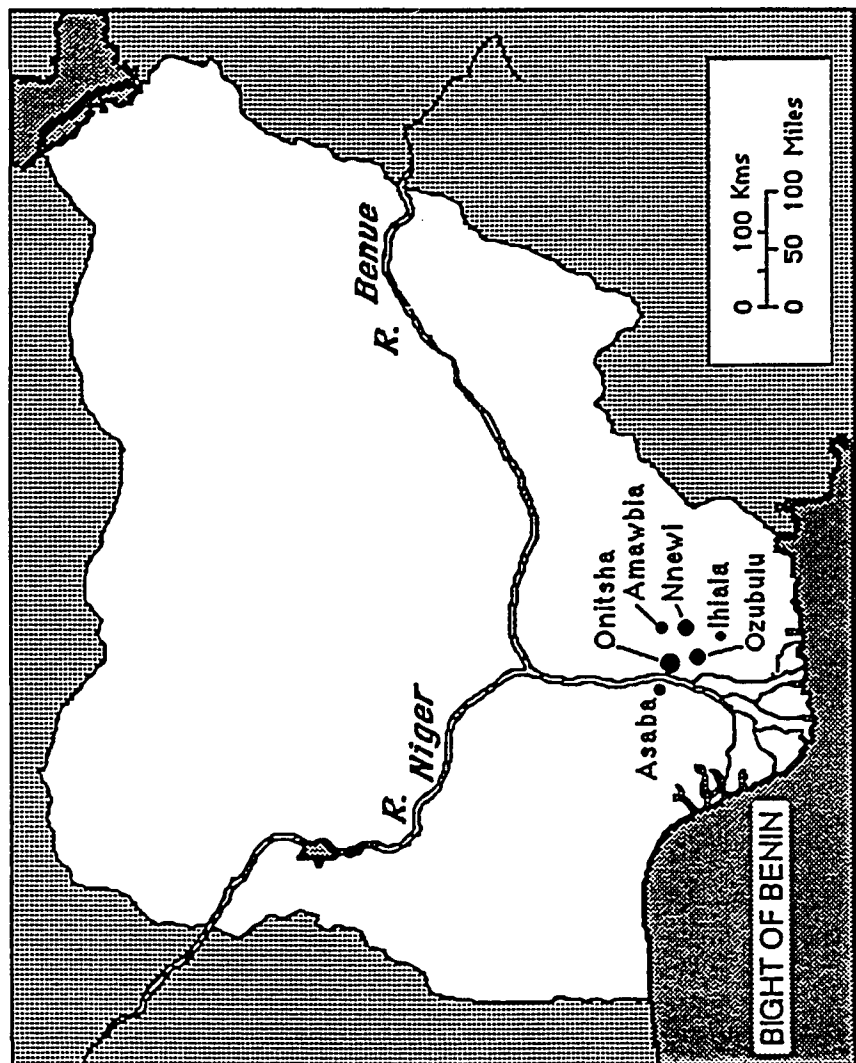 R. Niger
R. Benue
Onitsha
Amawbia
Nnewi
Ihiala
Ozubulu
Asaba
BIGHT OF BENIN
0 100 Kms
0 50 100 Miles